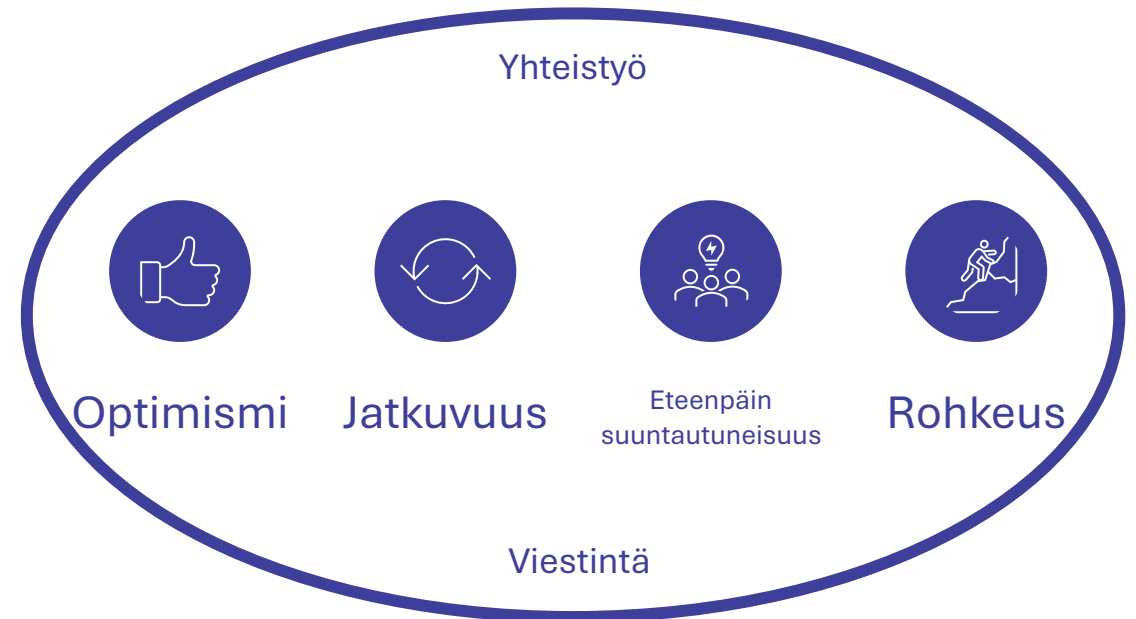 Yhteistyö
Optimismi
Jatkuvuus
Eteenpäin
suuntautuneisuus
Rohkeus
Viestintä